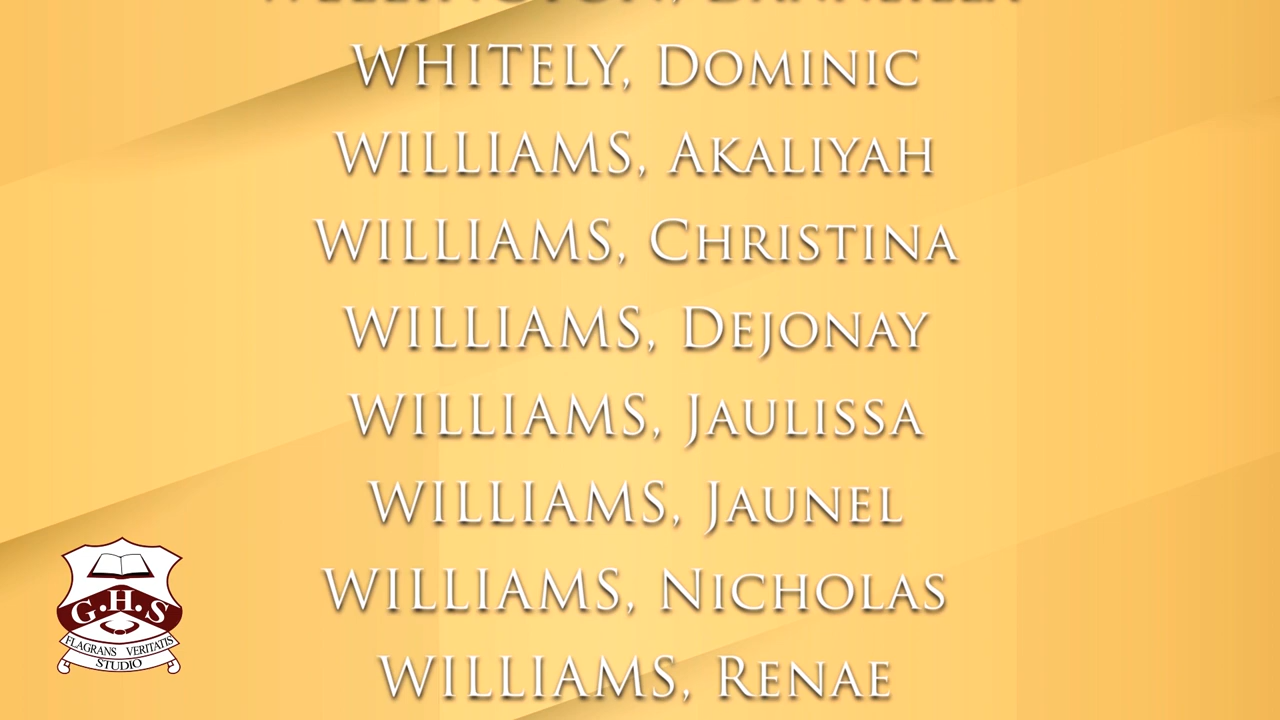 WHITELY, DOMINIC
WILLIAMS, AKALIYAH
WILLIAMS, CHRISTINA
WILLIAMS, DEJONAY
WILLIAMS, JAULISSA
WILLIAMS, JAUNEL
WILLIAMS, NICHOLAS
WILLIAMS, RENAE
G.H.S
FLAGRANS VERITATIS
STUDIO